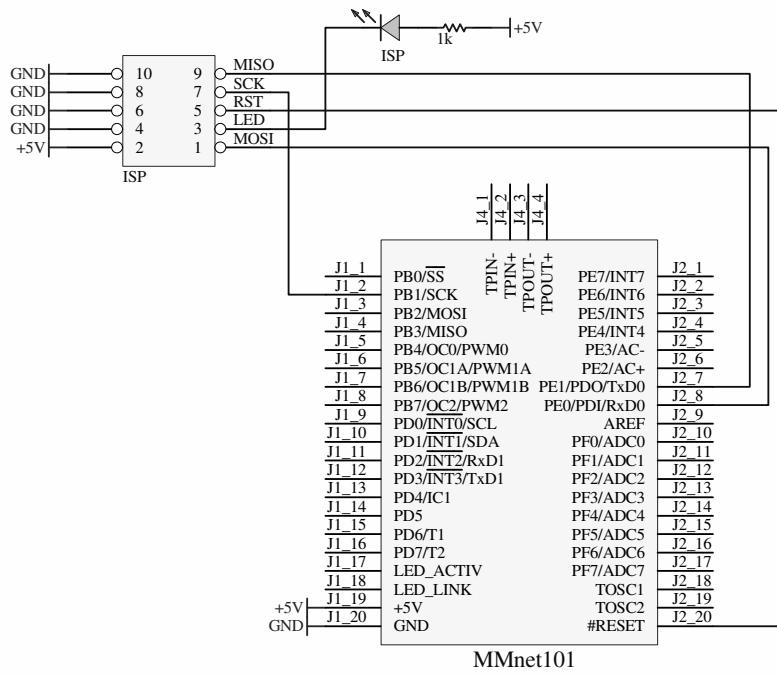 1k
+5V
ISP
GND 10 9 MISO
GND 8 7 SCK
GND 6 5 RST
GND 4 3 LED
+5V 2 1 MOSI
ISP
J4_1 J4_2 J4_3 J4_4
TPIN- TPIN+ TPOUT- TPOUT+
J1_1 PB0/SS PE7/INT7 J2_1
J1_2 PB1/SCK PE6/INT6 J2_2
J1_3 PB2/MOSI PE5/INT5 J2_3
J1_4 PB3/MISO PE4/INT4 J2_4
J1_5 PB4/OC0/PWM0 PE3/AC- J2_5
J1_6 PB5/OC1A/PWM1A PE2/AC+ J2_6
J1_7 PB6/OC1B/PWM1B PE1/PDO/TxD0 J2_7
J1_8 PB7/OC2/PWM2 PE0/PDI/RxD0 J2_8
J1_9 PD0/INT0/SCL AREF J2_9
J1_10 PD1/INT1/SDA PF0/ADC0 J2_10
J1_11 PD2/INT2/RxD1 PF1/ADC1 J2_11
J1_12 PD3/INT3/TxD1 PF2/ADC2 J2_12
J1_13 PD4/IC1 PF3/ADC3 J2_13
J1_14 PD5 PF4/ADC4 J2_14
J1_15 PD6/T1 PF5/ADC5 J2_15
J1_16 PD7/T2 PF6/ADC6 J2_16
J1_17 LED_ACTIV PF7/ADC7 J2_17
J1_18 LED_LINK TOSC1 J2_18
+5V J1_19 +5V TOSC2 J2_19
GND J1_20 GND #RESET J2_20
MMnet101